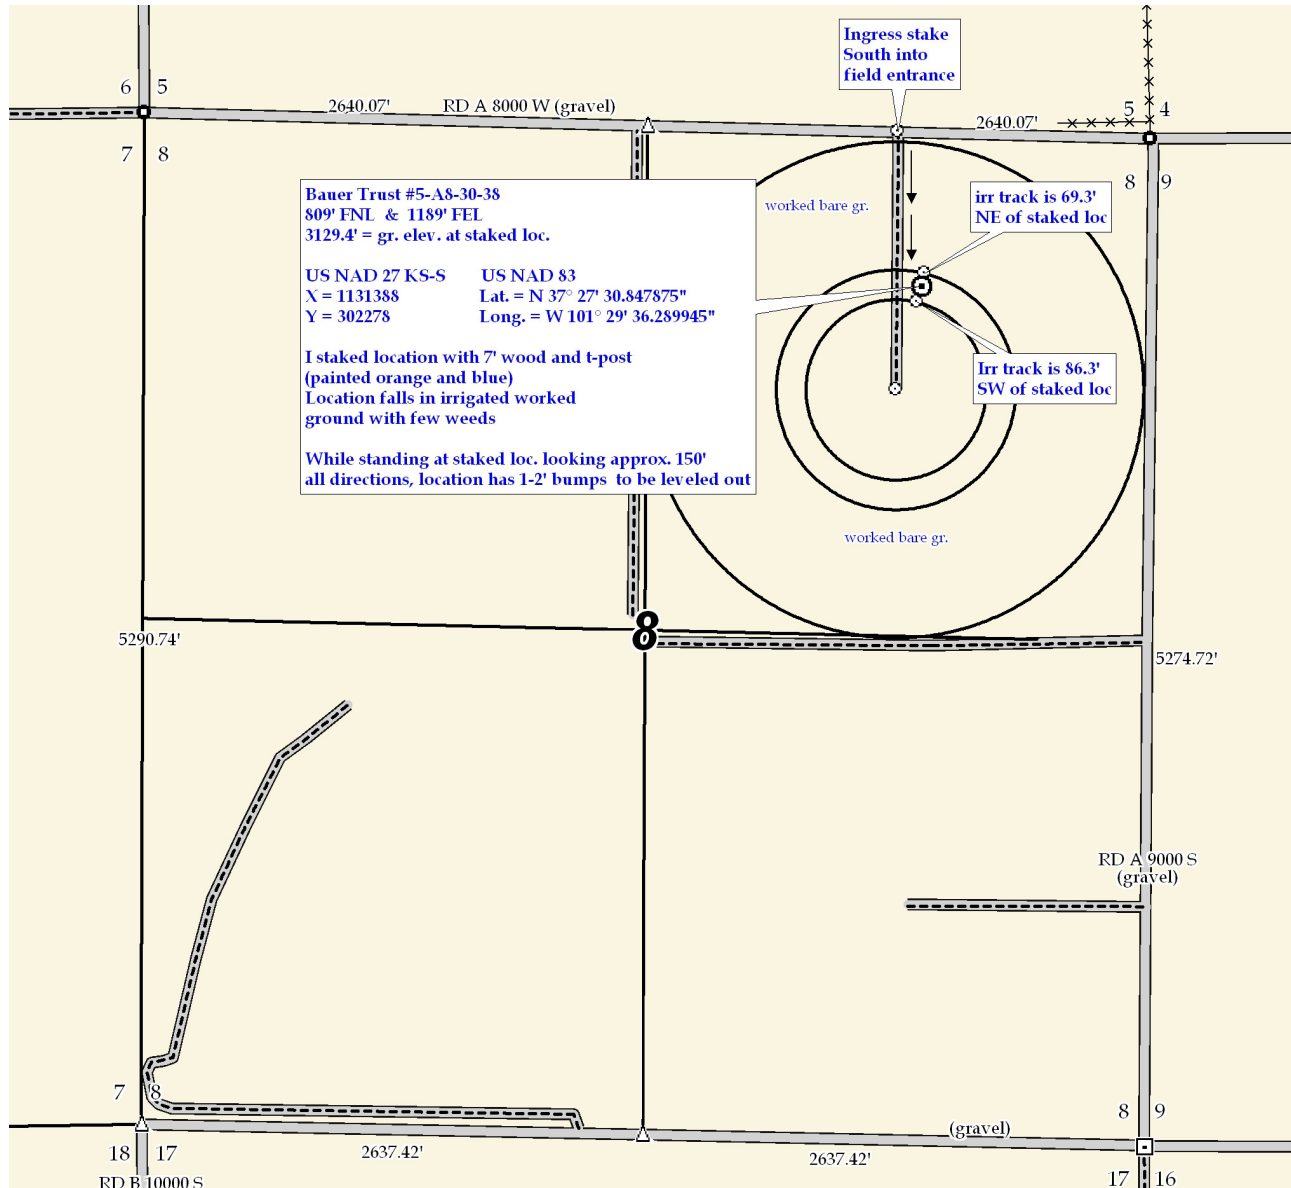 Ingress stake
South into
field entrance
6 5
5 4
2640.07'
RD A 8000 W (gravel)
2640.07'
7 8
8 9
Bauer Trust #5-A8-30-38
809' FNL & 1189' FEL
3129.4' = gr. elev. at staked loc.
US NAD 27 KS-S US NAD 83
X = 1131388 Lat. = N 37° 27' 30.847875"
Y = 302278 Long. = W 101° 29' 36.289945"
I staked location with 7' wood and t-post
(painted orange and blue)
Location falls in irrigated worked
ground with few weeds
While standing at staked loc. looking approx. 150'
all directions, location has 1-2' bumps to be leveled out
worked bare gr.
irr track is 69.3'
NE of staked loc
Irr track is 86.3'
SW of staked loc
worked bare gr.
8
5290.74'
5274.72'
RD A 9000 S
(gravel)
7 8
8 9
(gravel)
18 17
2637.42'
2637.42'
17 16
RD B 10000 S